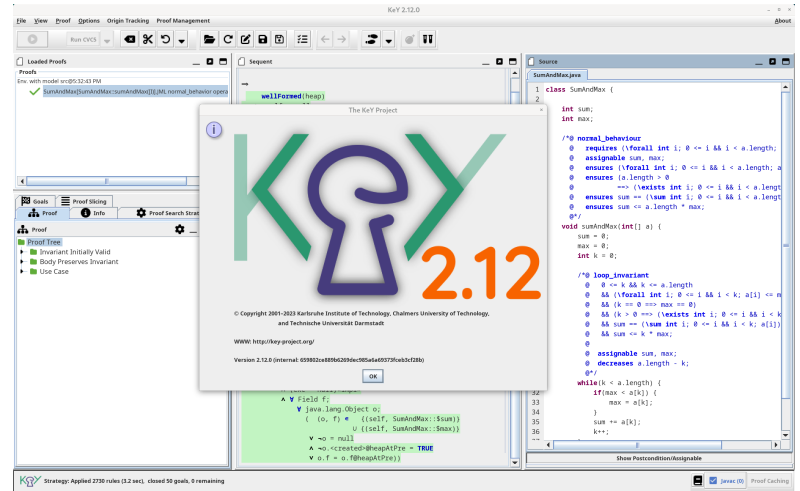 KeY 2.12.0
File View Proof Options Origin Tracking Proof Management About
Run CVC5
Loaded Proofs
Proofs
Env. with model src@5:32:43 PM
SumAndMax[SumAndMax::sumAndMax([I)].JML normal_behavior opera
Goals Proof Slicing
Proof Info Proof Search Strat
Proof
Proof Tree
Invariant Initially Valid
Body Preserves Invariant
Use Case
Sequent
wellFormed(heap)
The KeY Project
KeY
2.12
© Copyright 2001-2023 Karlsruhe Institute of Technology, Chalmers University of Technology,
and Technische Universität Darmstadt
WWW: http://key-project.org/
OK
∧ ∀ Field f;
∀ java.lang.Object o;
( (o, f) ∈ {(self, SumAndMax::$sum)}
∪ {(self, SumAndMax::$max)}
∨ ¬o = null
∧ ¬o.<created>@heapAtPre = TRUE
∨ o.f = o.f@heapAtPre))
Source
SumAndMax.java
1 class SumAndMax {
2
int sum;
int max;
/*@ normal_behaviour
@ requires (\forall int i; 0 <= i && i < a.length;
@ assignable sum, max;
@ ensures (\forall int i; 0 <= i && i < a.length; a
@ ensures (a.length > 0
@ ==> (\exists int i; 0 <= i && i < a.lengt
@ ensures sum == (\sum int i; 0 <= i && i < a.lengt
@ ensures sum <= a.length * max;
@*/
void sumAndMax(int[] a) {
sum = 0;
max = 0;
int k = 0;
/*@ loop_invariant
@ 0 <= k && k <= a.length
@ && (\forall int i; 0 <= i && i < k; a[i] <= m
@ && (k == 0 ==> max == 0)
@ && (k > 0 ==> (\exists int i; 0 <= i && i < k
@ && sum == (\sum int i; 0 <= i && i < k; a[i])
@ && sum <= k * max;
@
@ assignable sum, max;
@ decreases a.length - k;
@*/
while(k < a.length) {
32 if(max < a[k]) {
33 max = a[k];
34 }
35 sum += a[k];
36 k++;
Show Postcondition/Assignable
KeY Strategy: Applied 2730 rules (3.2 sec), closed 50 goals, 0 remaining
Javac (0) Proof Caching